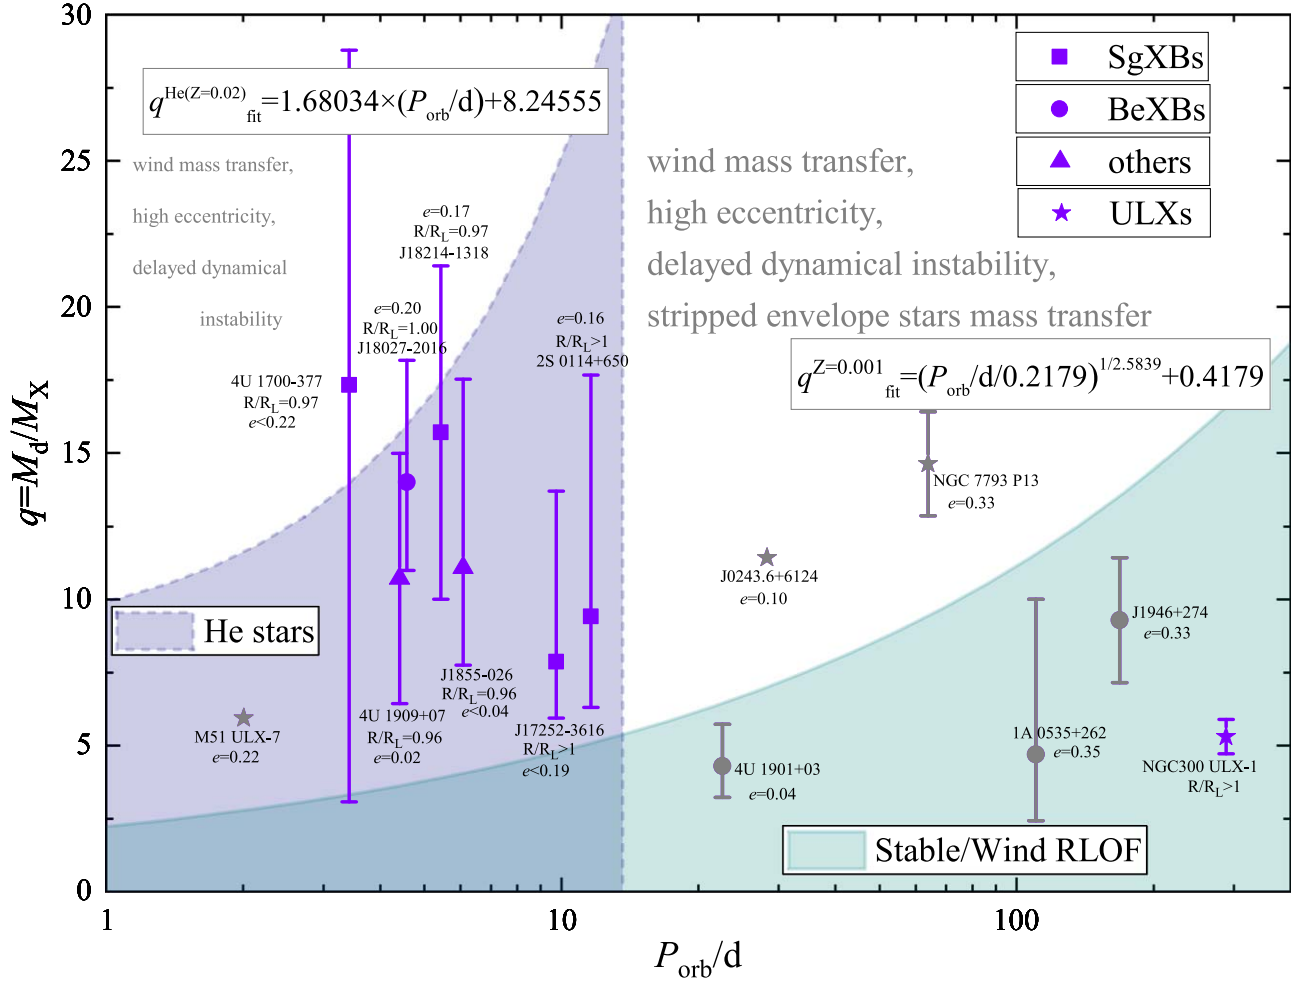 30
25
20
15
10
5
0
q=M_d/M_X
1
10
100
P_orb/d
SgXBs
BeXBs
others
ULXs
q^He(Z=0.02)_fit=1.68034×(P_orb/d)+8.24555
wind mass transfer,
high eccentricity,
delayed dynamical
instability
wind mass transfer,
high eccentricity,
delayed dynamical instability,
stripped envelope stars mass transfer
q^Z=0.001_fit=(P_orb/d/0.2179)^1/2.5839+0.4179
e=0.17
R/R_L=0.97
J18214-1318
e=0.20
R/R_L=1.00
J18027-2016
e=0.16
R/R_L>1
2S 0114+650
4U 1700-377
R/R_L=0.97
e<0.22
NGC 7793 P13
e=0.33
J0243.6+6124
e=0.10
J1946+274
e=0.33
He stars
M51 ULX-7
e=0.22
4U 1909+07
R/R_L=0.96
e=0.02
J1855-026
R/R_L=0.96
e<0.04
J17252-3616
R/R_L>1
e<0.19
4U 1901+03
e=0.04
1A 0535+262
e=0.35
NGC300 ULX-1
R/R_L>1
Stable/Wind RLOF